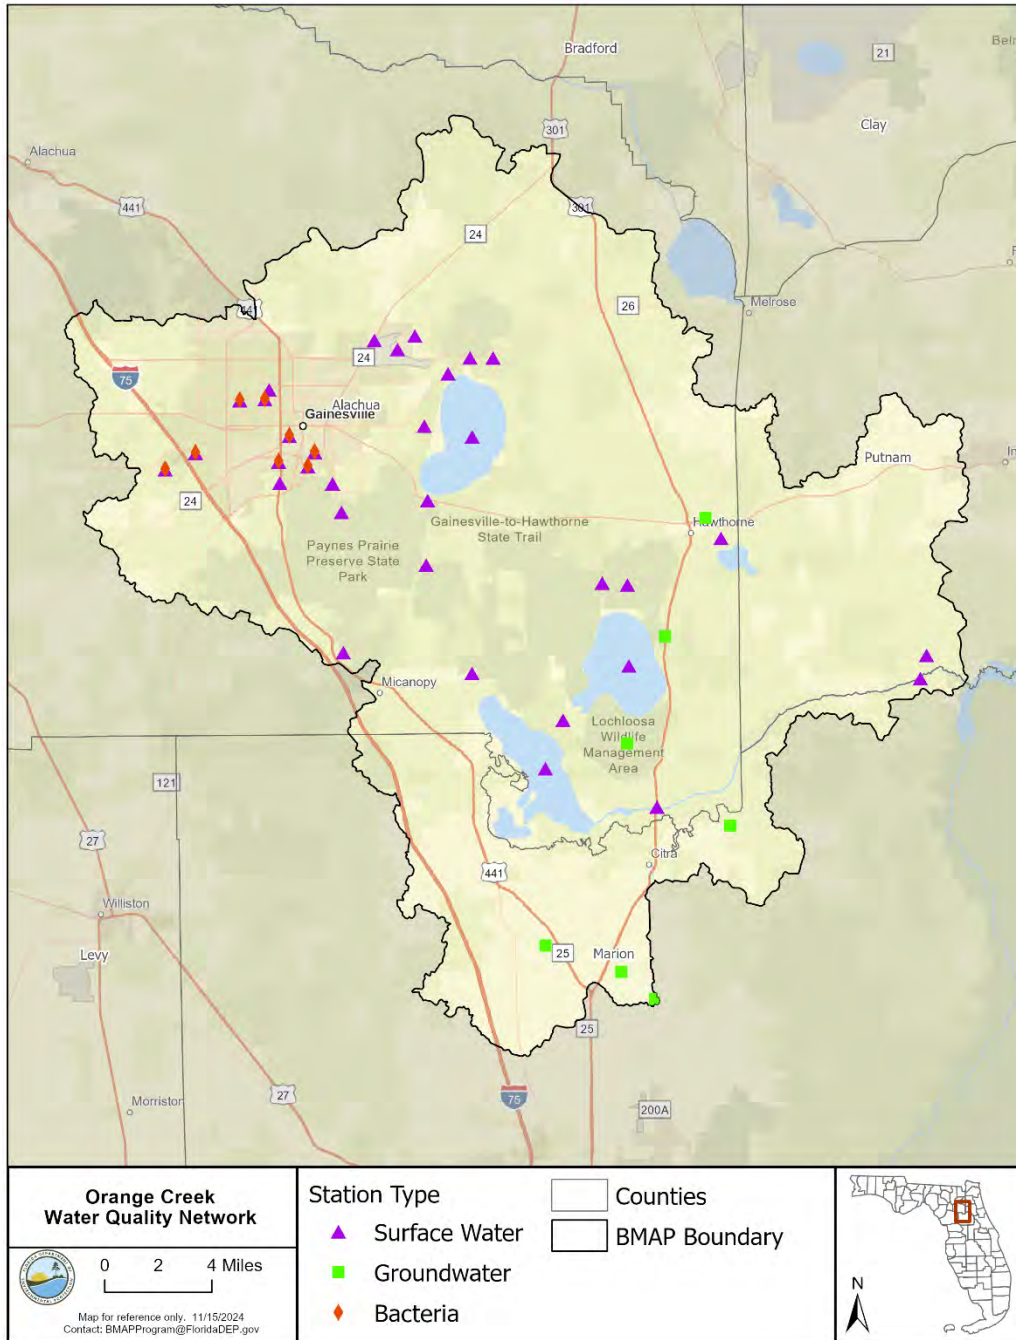 Bradford
21
Clay
301
Alachua
441
301
24
26
Melrose
441
24
75
Alachua
Gainesville
Putnam
24
Gainesville-to-Hawthorne
State Trail
Hawthorne
Paynes Prairie
Preserve State
Park
Micanopy
Lochloosa
Wildlife
Management
Area
121
27
Citra
441
Williston
Levy
25
Marion
25
27
75
Morriston
200A
Orange Creek
Water Quality Network
0 2 4 Miles
Map for reference only. 11/15/2024
Contact: BMAPProgram@FloridaDEP.gov
Station Type
Surface Water
Groundwater
Bacteria
Counties
BMAP Boundary
N